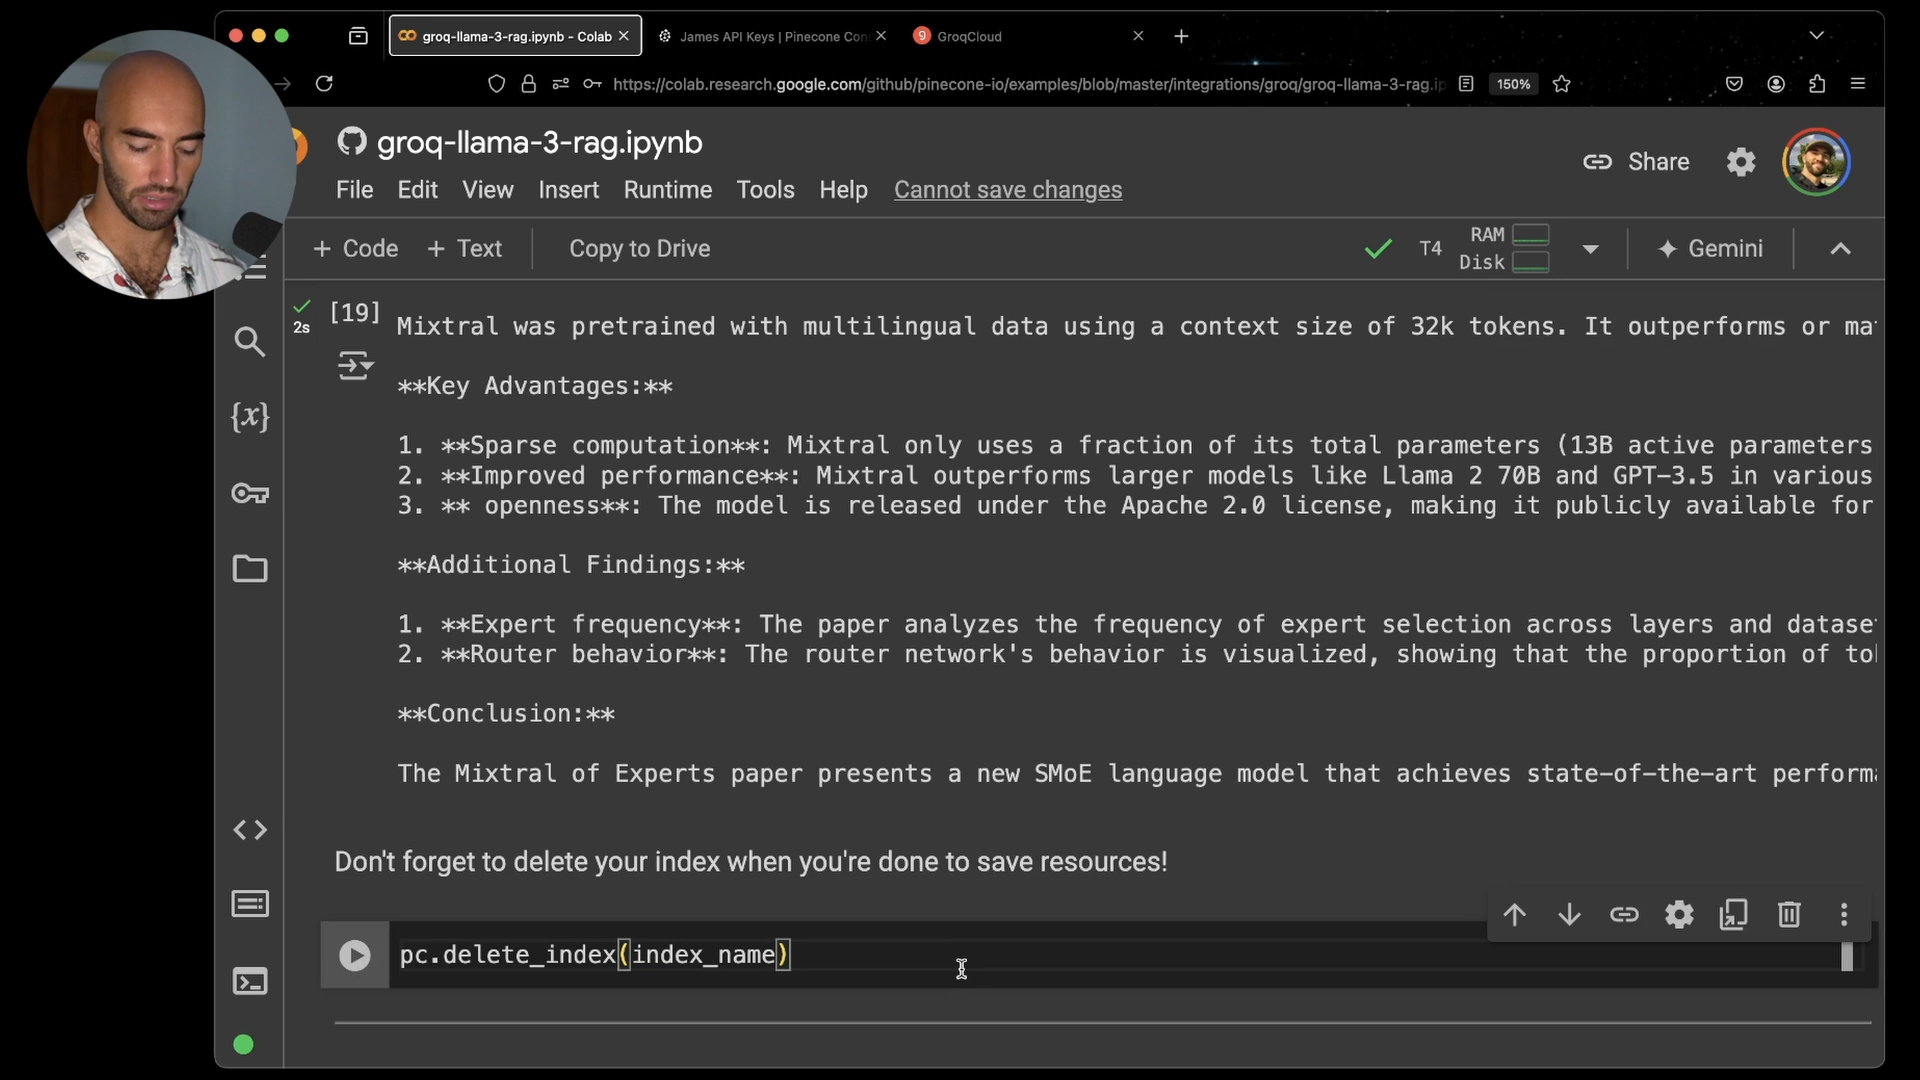 groq-llama-3-rag.ipynb - Colab
James API Keys | Pinecone Con
GroqCloud
https://colab.research.google.com/github/pinecone-io/examples/blob/master/integrations/groq/groq-llama-3-rag.ip
150%
groq-llama-3-rag.ipynb
Share
File Edit View Insert Runtime Tools Help Cannot save changes
+ Code + Text Copy to Drive
T4 RAM Disk
Gemini
2s
[19]
Mixtral was pretrained with multilingual data using a context size of 32k tokens. It outperforms or ma
**Key Advantages:**
1. **Sparse computation**: Mixtral only uses a fraction of its total parameters (13B active parameters
2. **Improved performance**: Mixtral outperforms larger models like Llama 2 70B and GPT-3.5 in various
3. ** openness**: The model is released under the Apache 2.0 license, making it publicly available for
**Additional Findings:**
1. **Expert frequency**: The paper analyzes the frequency of expert selection across layers and datase
2. **Router behavior**: The router network's behavior is visualized, showing that the proportion of to
**Conclusion:**
The Mixtral of Experts paper presents a new SMoE language model that achieves state-of-the-art perform
Don't forget to delete your index when you're done to save resources!
pc.delete_index(index_name)